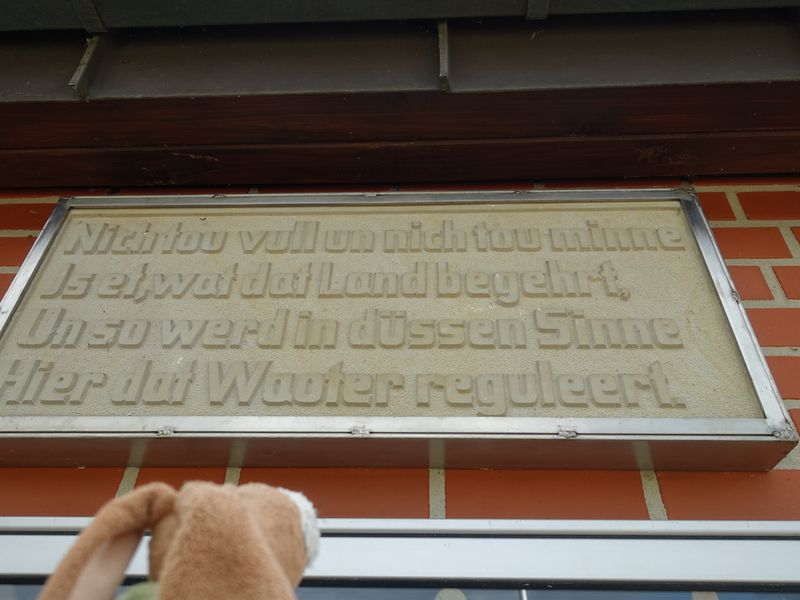 Nich tou vull un nich tou minne
Is et, wat dat Land begehrt,
Un so werd in düssen Sinne
Hier dat Waoter reguleert.